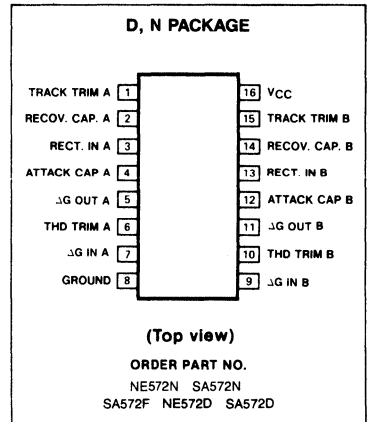 D, N PACKAGE
TRACK TRIM A 1
16 VCC
RECOV. CAP. A 2
15 TRACK TRIM B
RECT. IN A 3
14 RECOV. CAP. B
ATTACK CAP A 4
13 RECT. IN B
ΔG OUT A 5
12 ATTACK CAP B
THD TRIM A 6
11 ΔG OUT B
ΔG IN A 7
10 THD TRIM B
GROUND 8
9 ΔG IN B
(Top view)
ORDER PART NO.
NE572N SA572N
SA572F NE572D SA572D